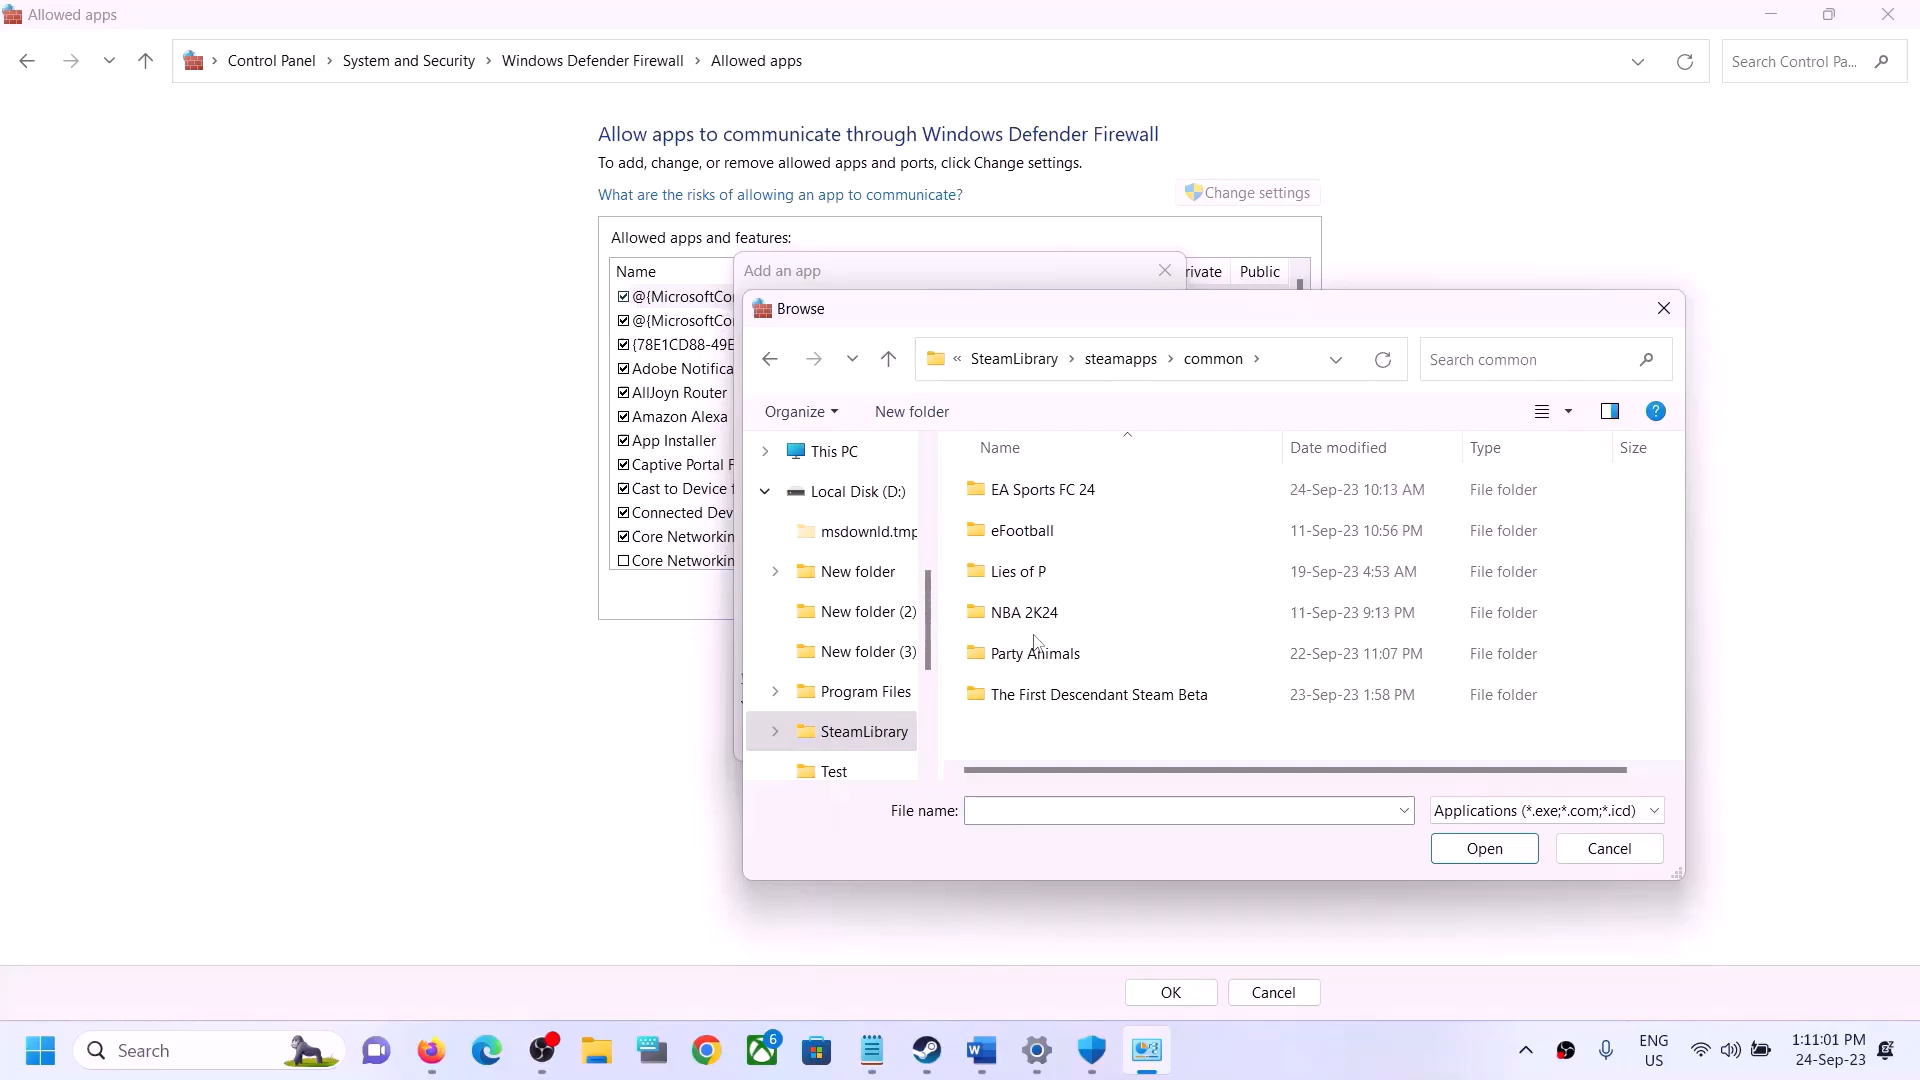 Allowed apps
Control Panel > System and Security > Windows Defender Firewall > Allowed apps
Search Control Pa...
Allow apps to communicate through Windows Defender Firewall
To add, change, or remove allowed apps and ports, click Change settings.
What are the risks of allowing an app to communicate?
Change settings
Allowed apps and features:
Name
Public
@{MicrosoftCo
@{MicrosoftCo
{78E1CD88-49E
Adobe Notifica
AllJoyn Router
Amazon Alexa
App Installer
Captive Portal F
Cast to Device f
Connected Dev
Core Networkin
Core Networkin
Add an app
Browse
« SteamLibrary > steamapps > common >
Search common
Organize
New folder
This PC
Local Disk (D:)
msdownld.tmp
New folder
New folder (2)
New folder (3)
Program Files
SteamLibrary
Test
Name Date modified Type Size
EA Sports FC 24 24-Sep-23 10:13 AM File folder
eFootball 11-Sep-23 10:56 PM File folder
Lies of P 19-Sep-23 4:53 AM File folder
NBA 2K24 11-Sep-23 9:13 PM File folder
Party Animals 22-Sep-23 11:07 PM File folder
The First Descendant Steam Beta 23-Sep-23 1:58 PM File folder
File name:
Applications (*.exe;*.com;*.icd)
Open
Cancel
OK
Cancel
Search
6
ENG
US
1:11:01 PM
24-Sep-23